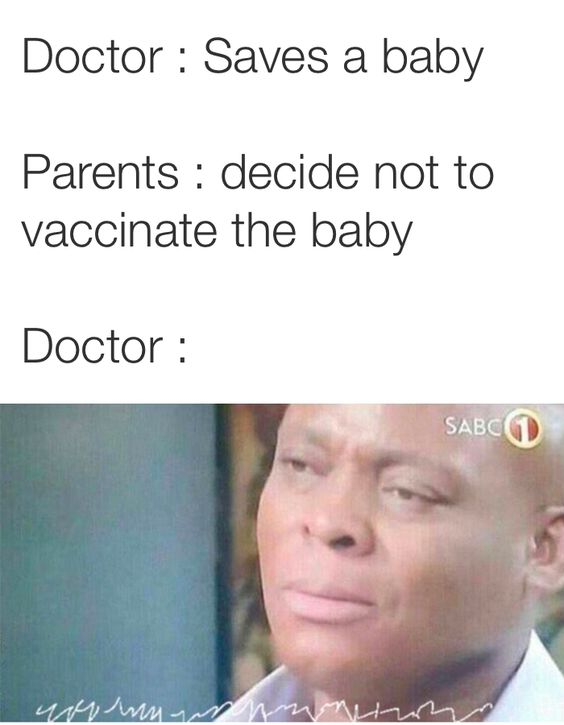 Doctor : Saves a baby
Parents : decide not to
vaccinate the baby
Doctor :
SABC 1